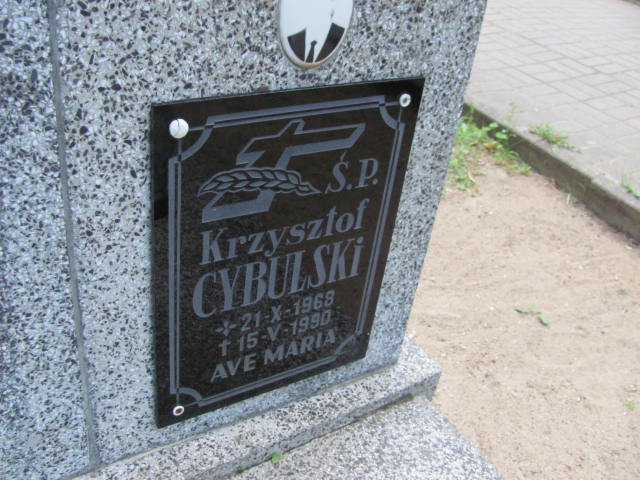 Ś.P.
Krzysztof
CYBULSKi
21-X-1968
† 15-V-1990
AVE MARIA